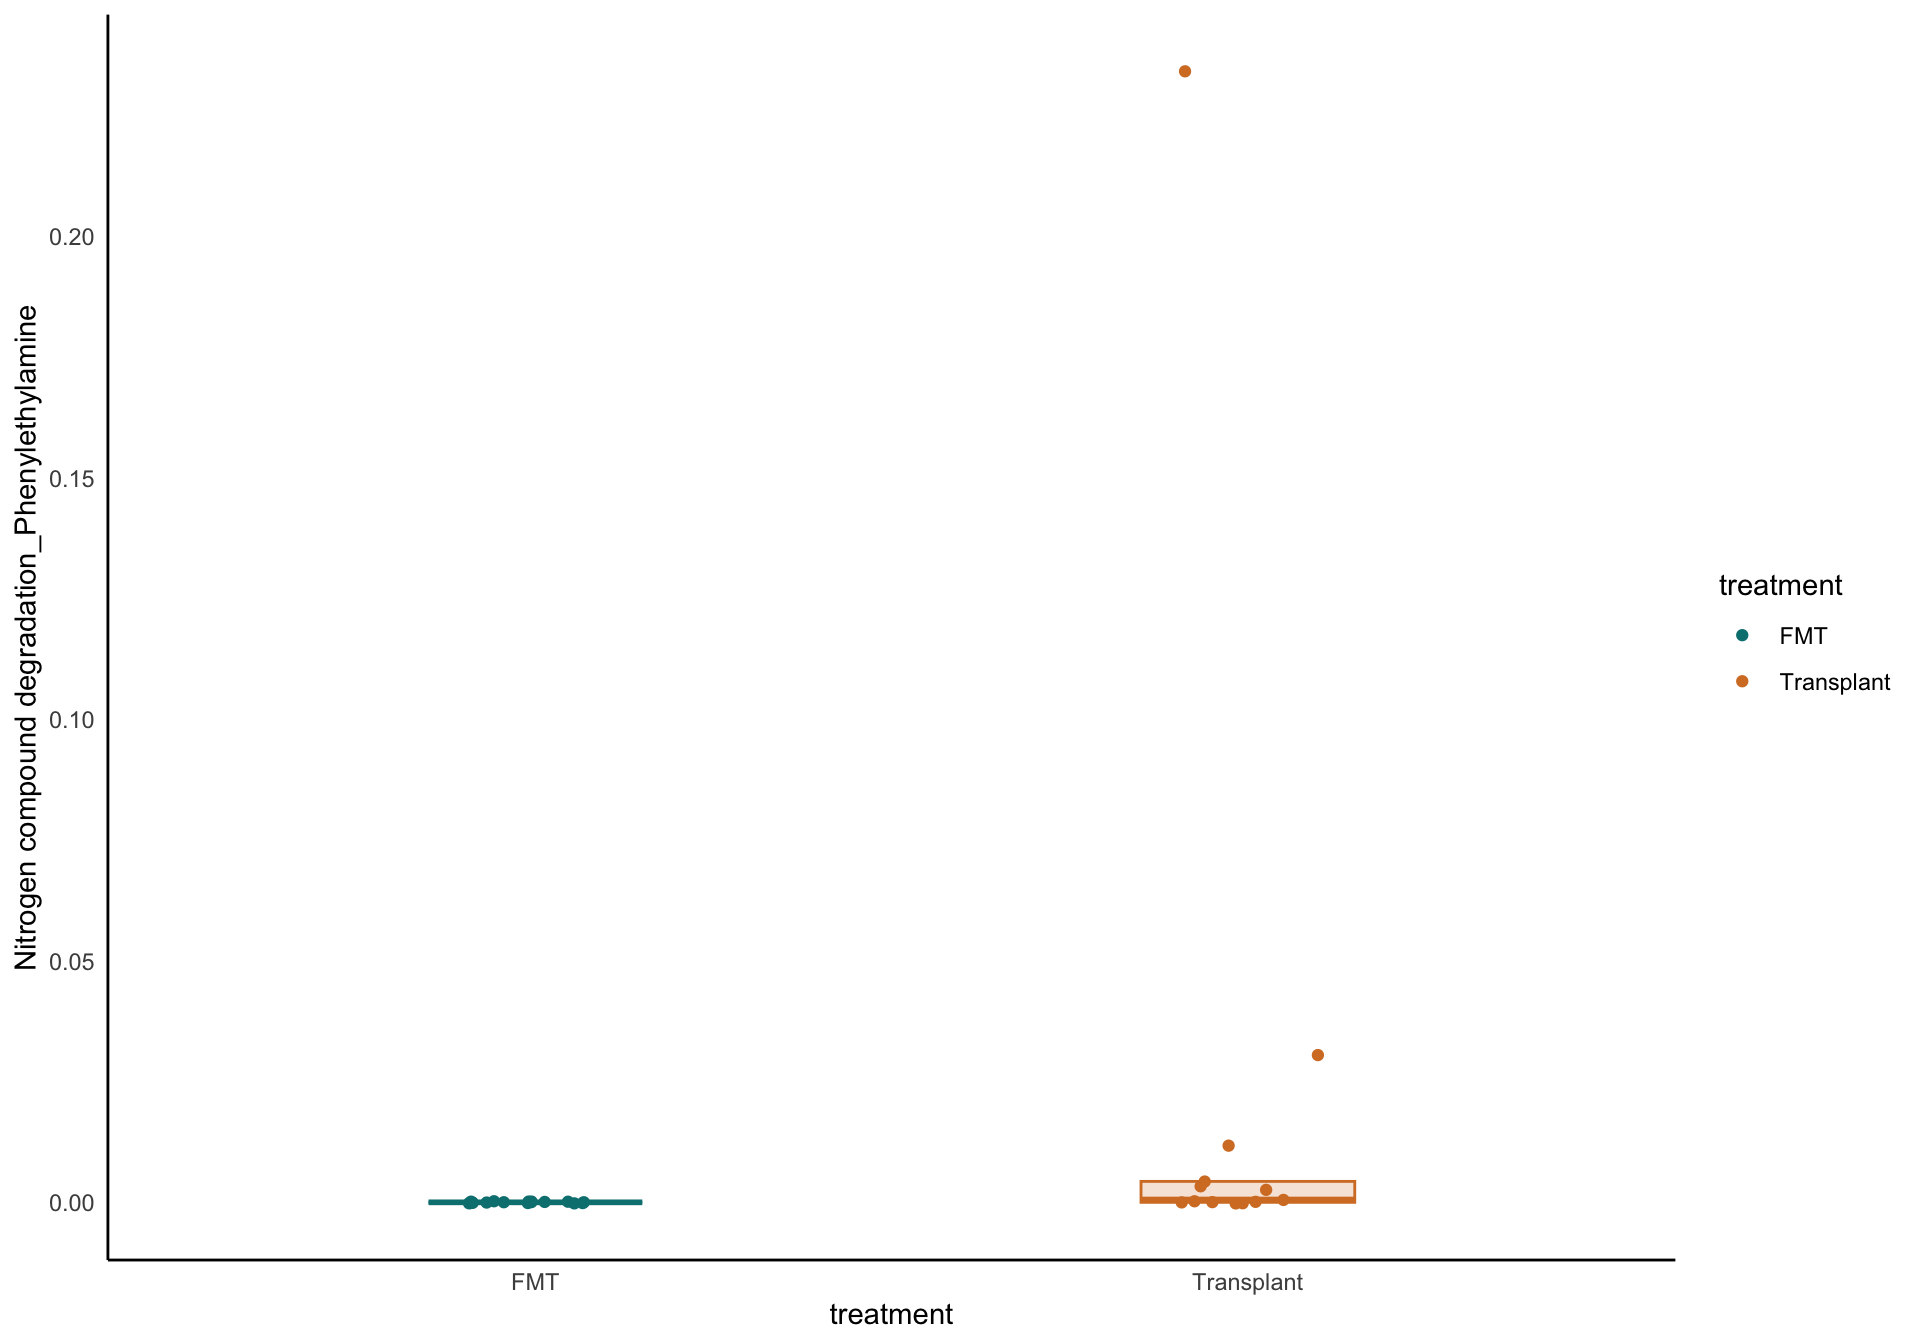 Nitrogen compound degradation_Phenylethylamine
0.20
0.15
0.10
0.05
0.00
FMT
Transplant
treatment
treatment
FMT
Transplant